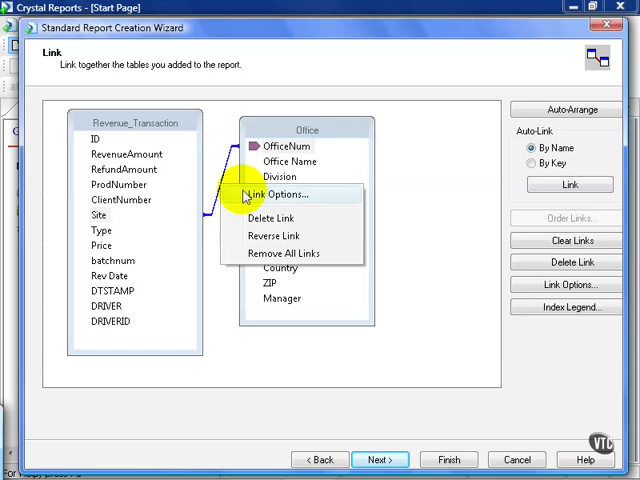 Crystal Reports - [Start Page]
Standard Report Creation Wizard
Link
Link together the tables you added to the report.
Revenue_Transaction
ID
RevenueAmount
RefundAmount
ProdNumber
ClientNumber
Site
Type
Price
batchnum
Rev Date
DTSTAMP
DRIVER
DRIVERID
Office
OfficeNum
Office Name
Division
Country
ZIP
Manager
Link Options...
Delete Link
Reverse Link
Remove All Links
Auto-Arrange
Auto-Link
By Name
By Key
Link
Order Links...
Clear Links
Delete Link
Link Options...
Index Legend...
VTC
< Back
Next >
Finish
Cancel
Help